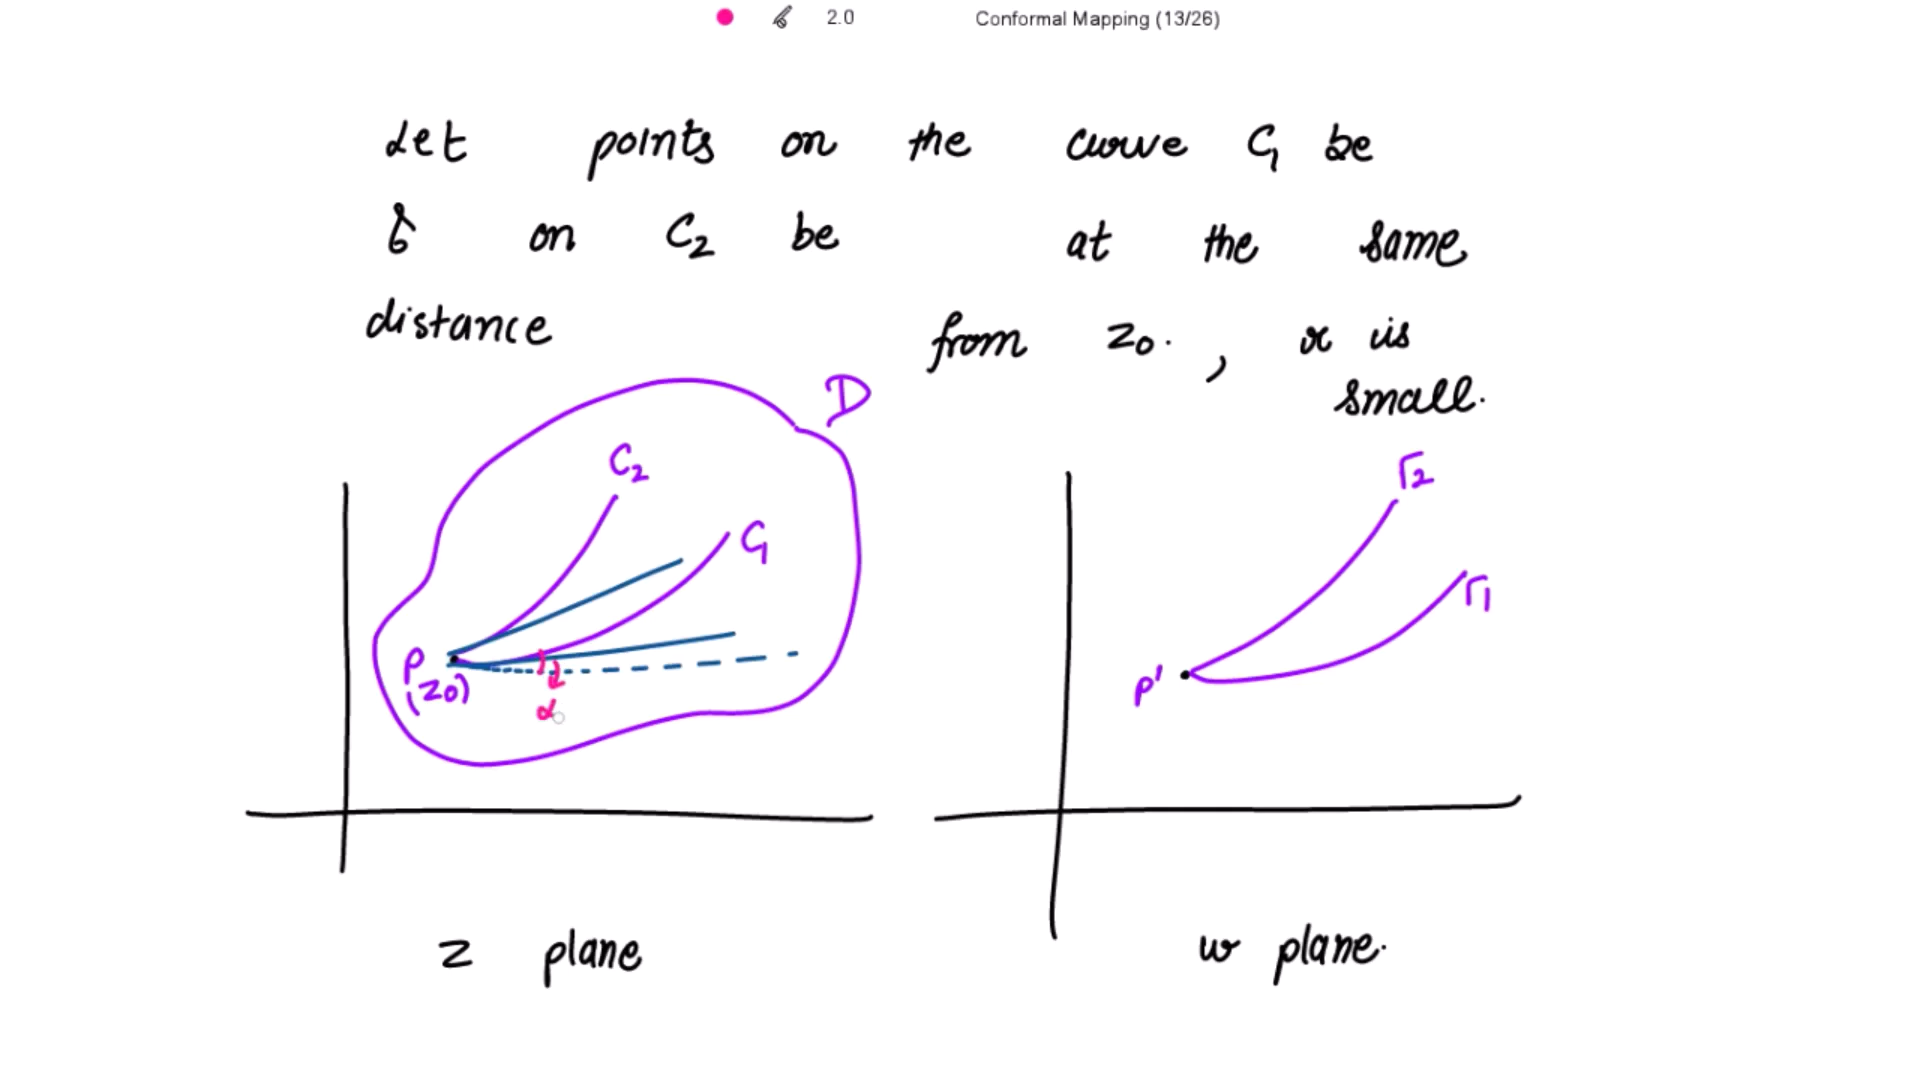 2.0 Conformal Mapping (13/26)
Let points on the curve C1 be
& on C2 be at the same
distance from z0. , r is
small.
D
C2
C1
P
(z0)
α
Γ2
Γ1
P'
z plane
w plane.